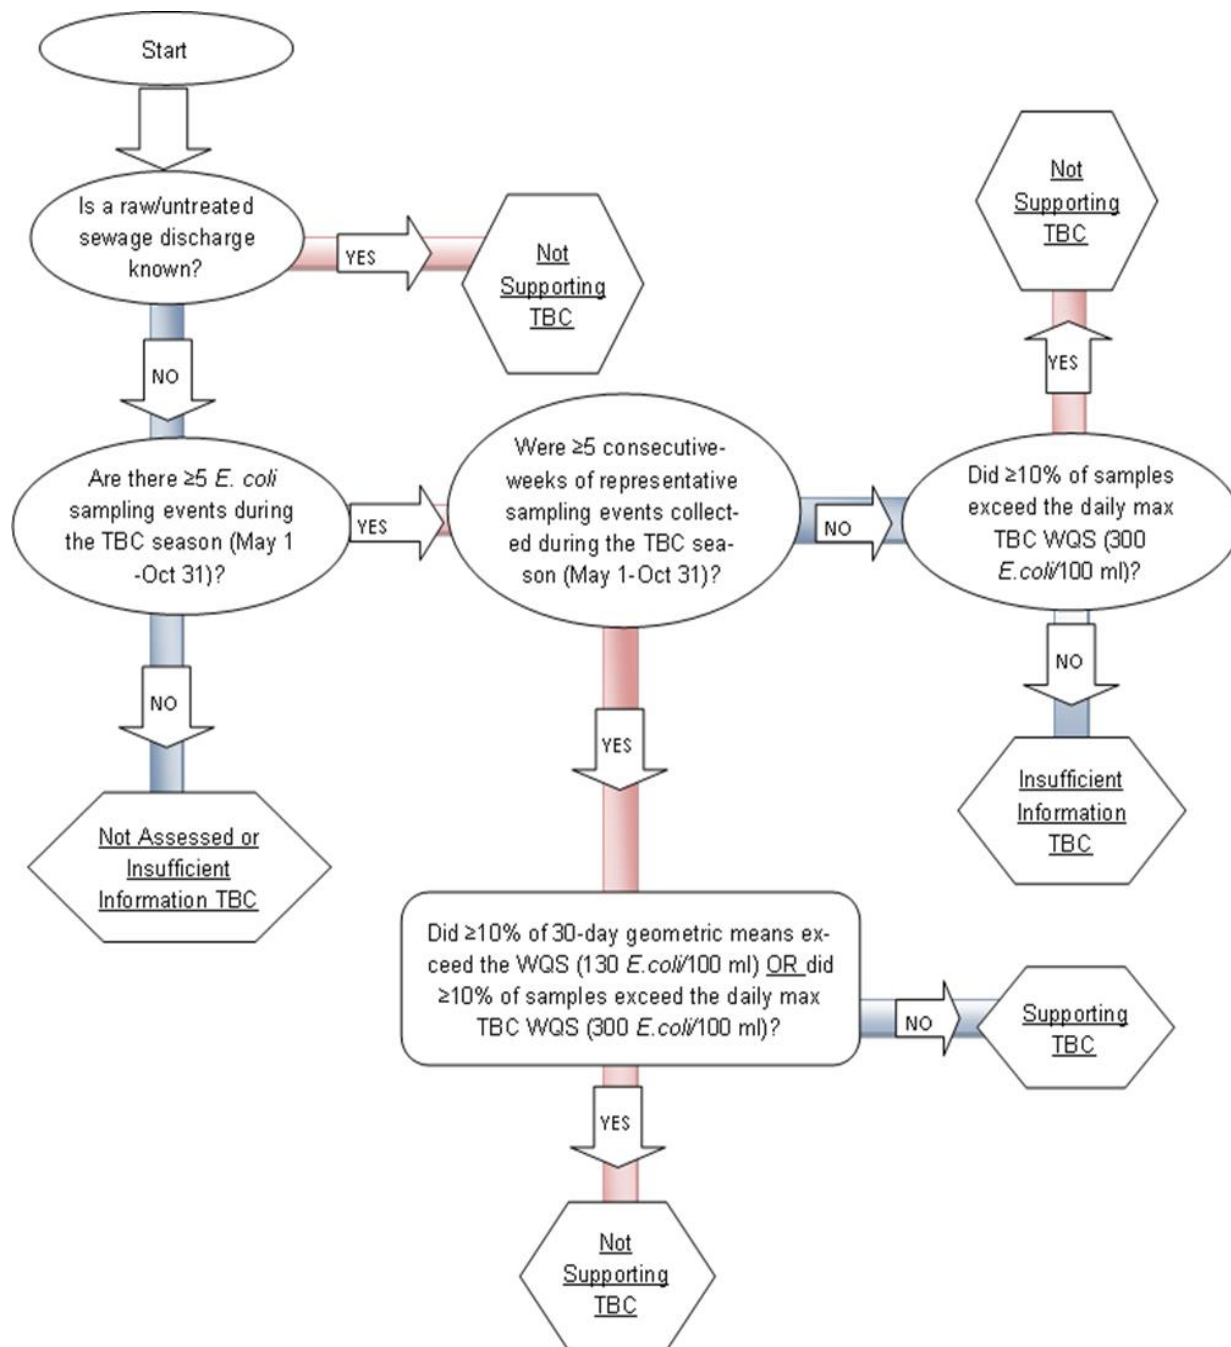 Start
Is a raw/untreated
sewage discharge
known?
YES
Not
Supporting
TBC
NO
Are there ≥5 E. coli
sampling events during
the TBC season (May 1
-Oct 31)?
YES
Were ≥5 consecutive-
weeks of representative
sampling events collect-
ed during the TBC sea-
son (May 1-Oct 31)?
NO
Did ≥10% of samples
exceed the daily max
TBC WQS (300
E.coli/100 ml)?
YES
Not
Supporting
TBC
NO
Insufficient
Information
TBC
NO
Not Assessed or
Insufficient
Information TBC
YES
Did ≥10% of 30-day geometric means ex-
ceed the WQS (130 E.coli/100 ml) OR did
≥10% of samples exceed the daily max
TBC WQS (300 E.coli/100 ml)?
NO
Supporting
TBC
YES
Not
Supporting
TBC